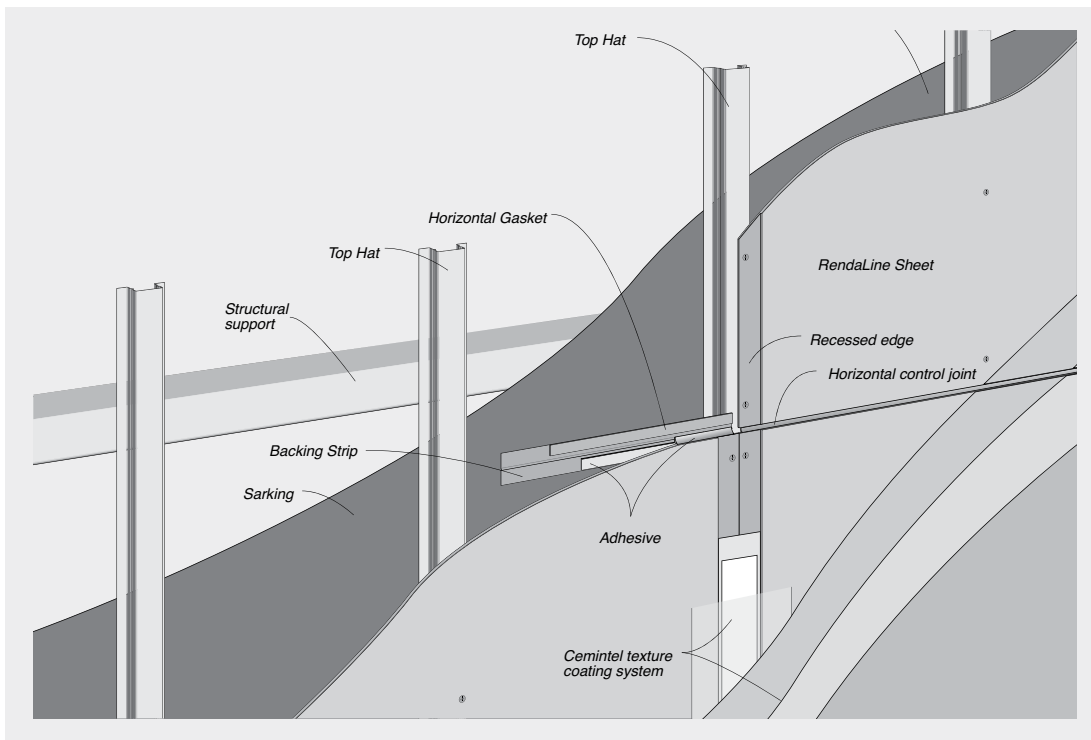 Top Hat
Horizontal Gasket
Top Hat
RendaLine Sheet
Structural
support
Recessed edge
Horizontal control joint
Backing Strip
Sarking
Adhesive
Cemintel texture
coating system